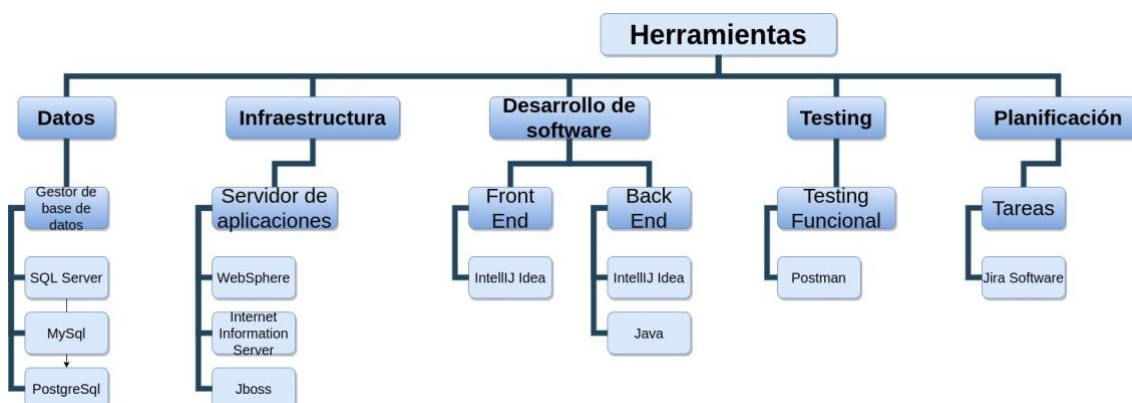 Herramientas
Datos
Infraestructura
Desarrollo de
software
Testing
Planificación
Gestor de
base de
datos
Servidor de
aplicaciones
Front
End
Back
End
Testing
Funcional
Tareas
SQL Server
WebSphere
IntellIJ Idea
IntellIJ Idea
Postman
Jira Software
MySql
Internet
Information
Server
Java
PostgreSql
Jboss